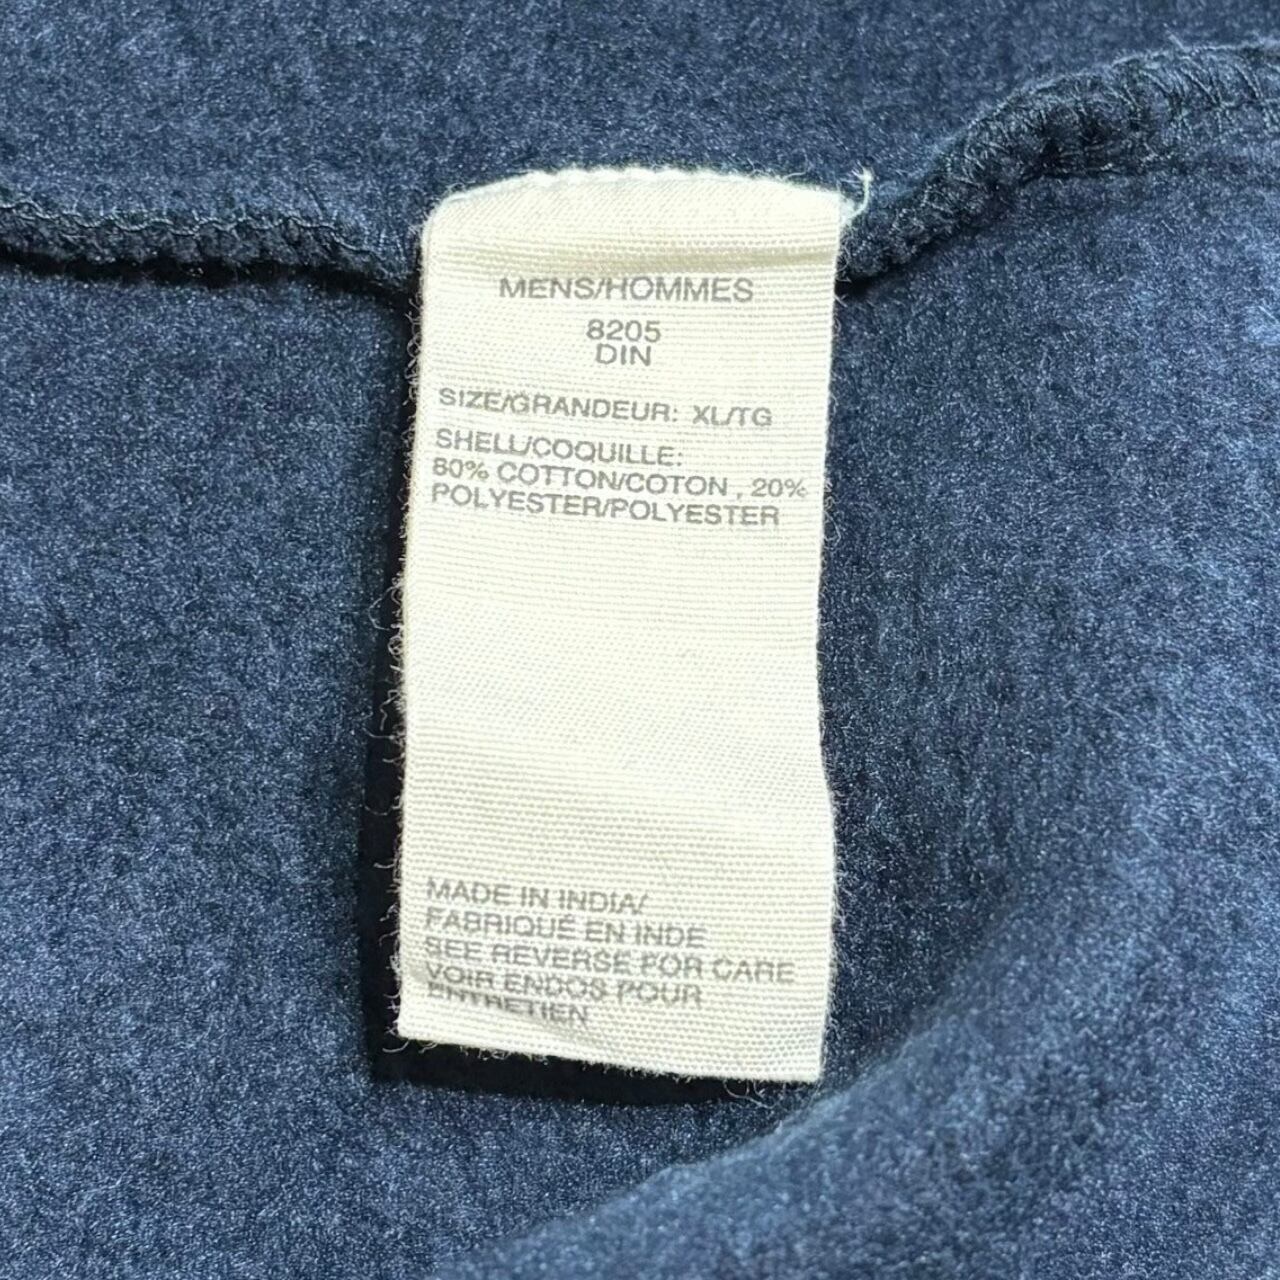 MENS/HOMMES
8205
DIN
SIZE/GRANDEUR: XL/TG
SHELL/COQUILLE:
80% COTTON/COTON , 20%
POLYESTER/POLYESTER
MADE IN INDIA/
FABRIQUÉ EN INDE
SEE REVERSE FOR CARE
VOIR ENDOS POUR
ENTRETIEN